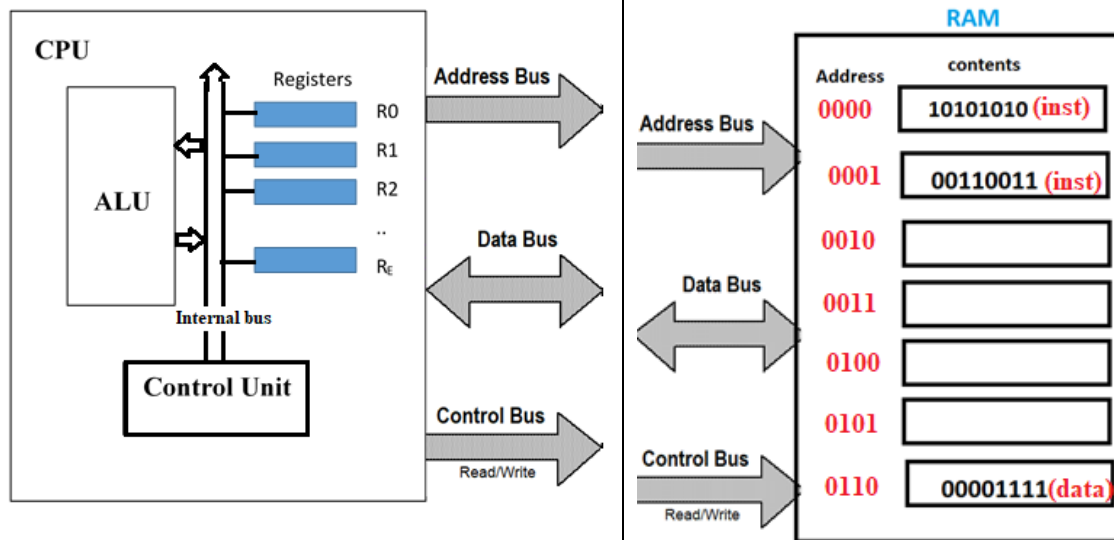 CPU
Registers
R0
R1
R2
..
RE
ALU
Internal bus
Control Unit
Address Bus
Data Bus
Control Bus
Read/Write
RAM
Address contents
0000 10101010 (inst)
0001 00110011 (inst)
0010
0011
0100
0101
0110 00001111(data)
Address Bus
Data Bus
Control Bus
Read/Write